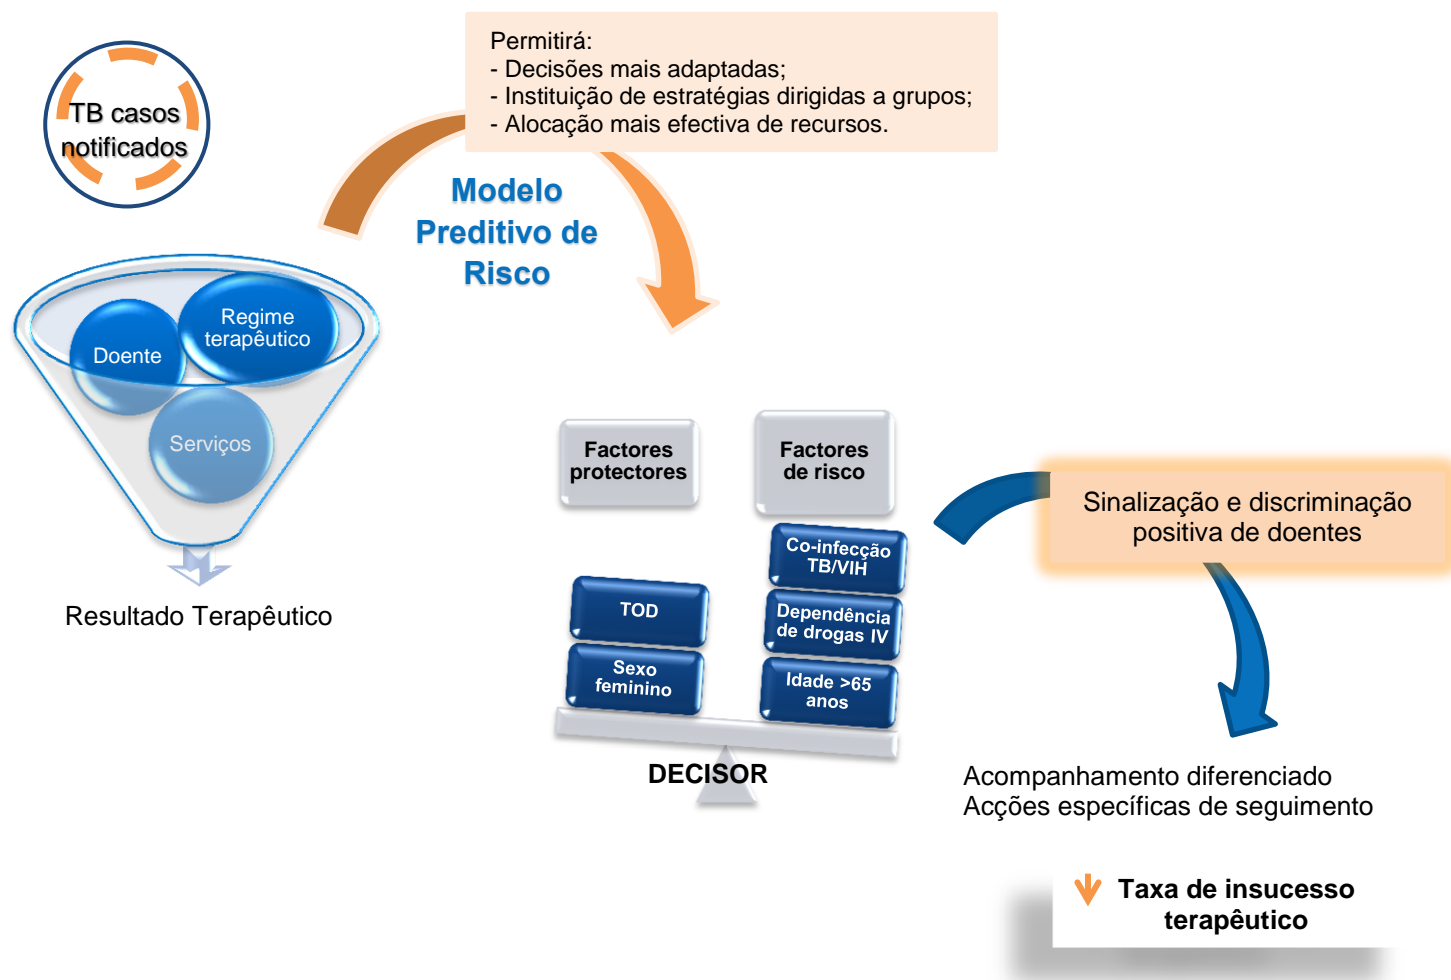 TB casos
notificados
Permitirá:
- Decisões mais adaptadas;
- Instituição de estratégias dirigidas a grupos;
- Alocação mais efectiva de recursos.
Modelo
Preditivo de
Risco
Regime
terapêutico
Doente
Serviços
Resultado Terapêutico
Factores
protectores
Factores
de risco
Co-infecção
TB/VIH
TOD
Dependência
de drogas IV
Sexo
feminino
Idade >65
anos
DECISOR
Sinalização e discriminação
positiva de doentes
Acompanhamento diferenciado
Acções específicas de seguimento
Taxa de insucesso
terapêutico